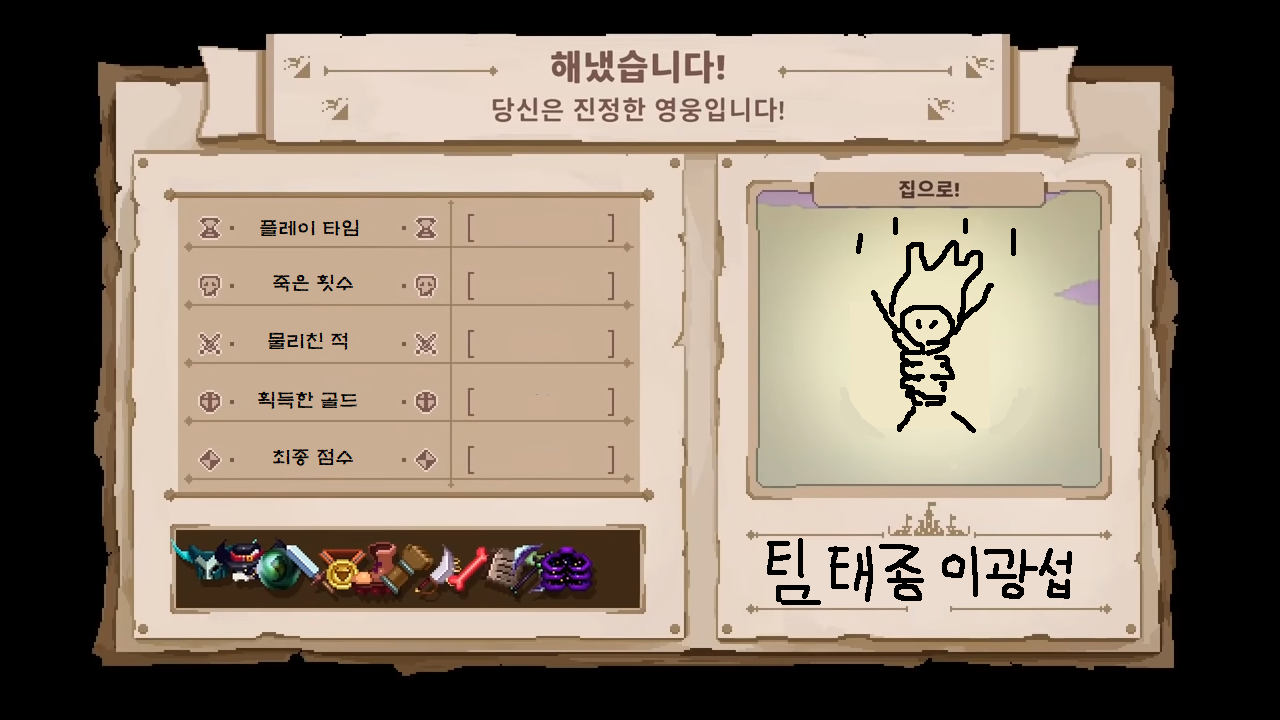 해냈습니다!
당신은 진정한 영웅입니다!
플레이 타임 [ ]
죽은 횟수 [ ]
물리친 적 [ ]
획득한 골드 [ ]
최종 점수 [ ]
집으로!
팀 태종 이광섭